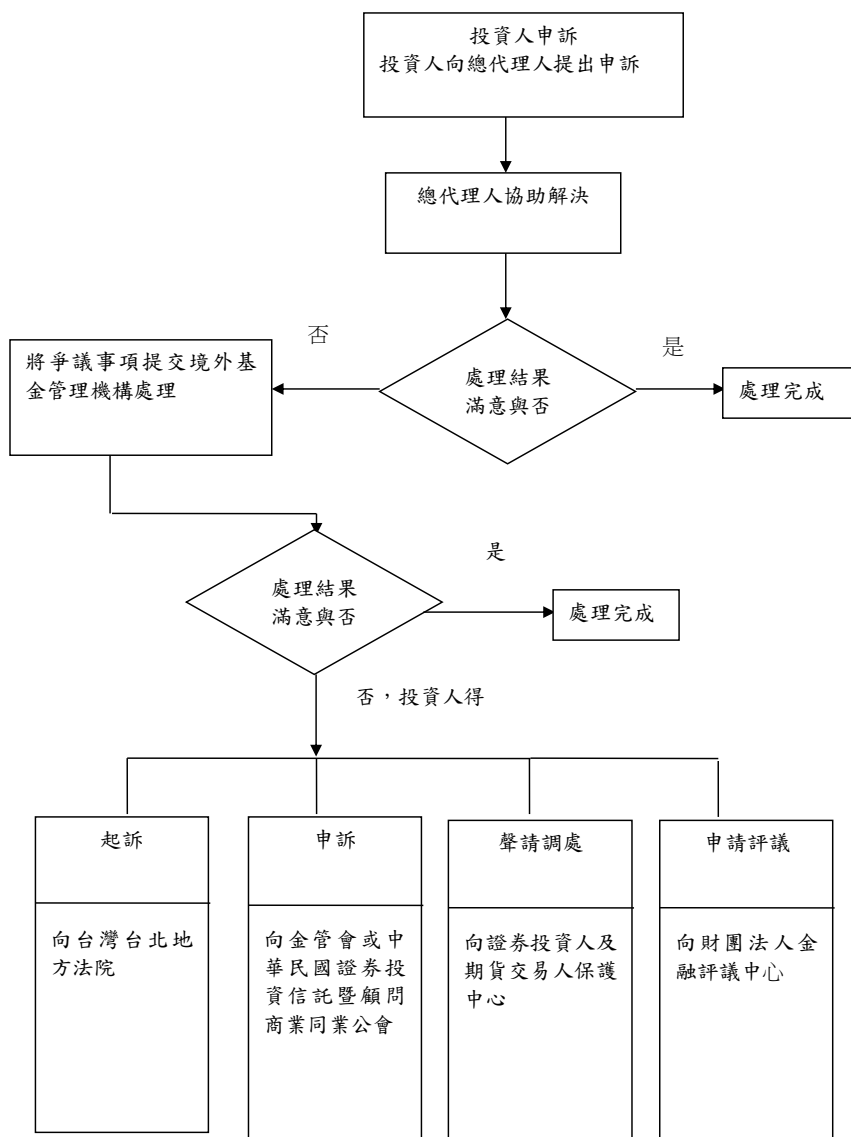 投資人申訴
投資人向總代理人提出申訴
總代理人協助解決
否
是
將爭議事項提交境外基
金管理機構處理
處理結果
滿意與否
處理完成
是
處理結果
滿意與否
處理完成
否，投資人得
起訴
申訴
聲請調處
申請評議
向台灣台北地
方法院
向金管會或中
華民國證券投
資信託暨顧問
商業同業公會
向證券投資人及
期貨交易人保護
中心
向財團法人金
融評議中心